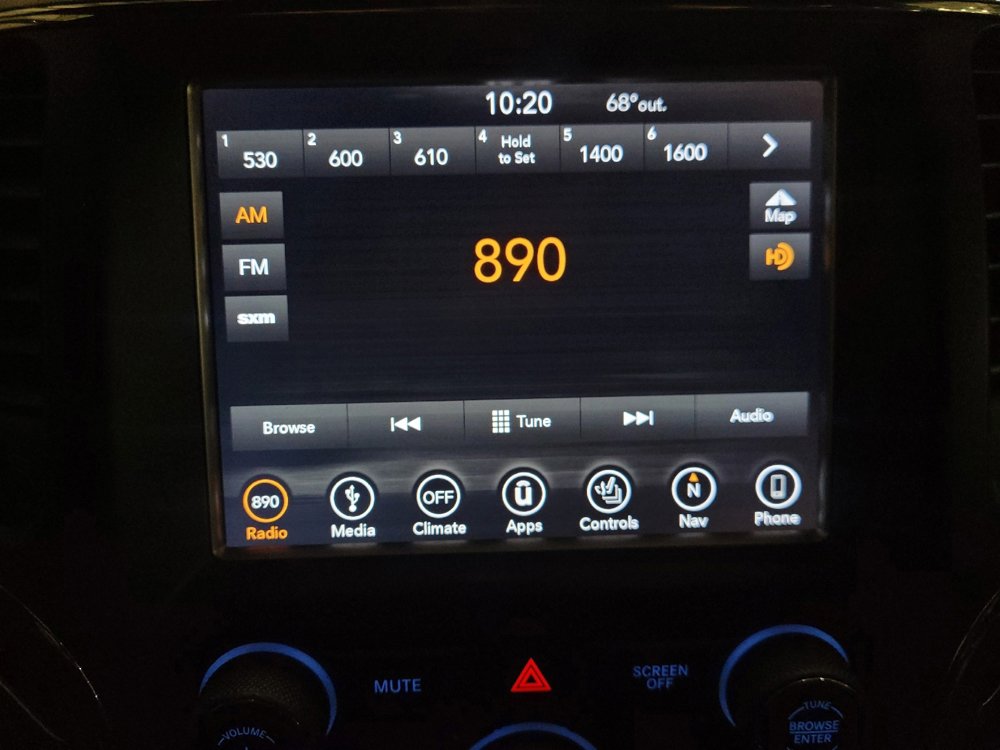 10:20 68°out.
1 530 2 600 3 610 4 Hold to Set 5 1400 6 1600
AM
Map
FM
HD
890
sxm
Browse Tune Audio
890 OFF ū N
Radio Media Climate Apps Controls Nav Phone
MUTE
SCREEN OFF
VOLUME
TUNE
BROWSE
ENTER